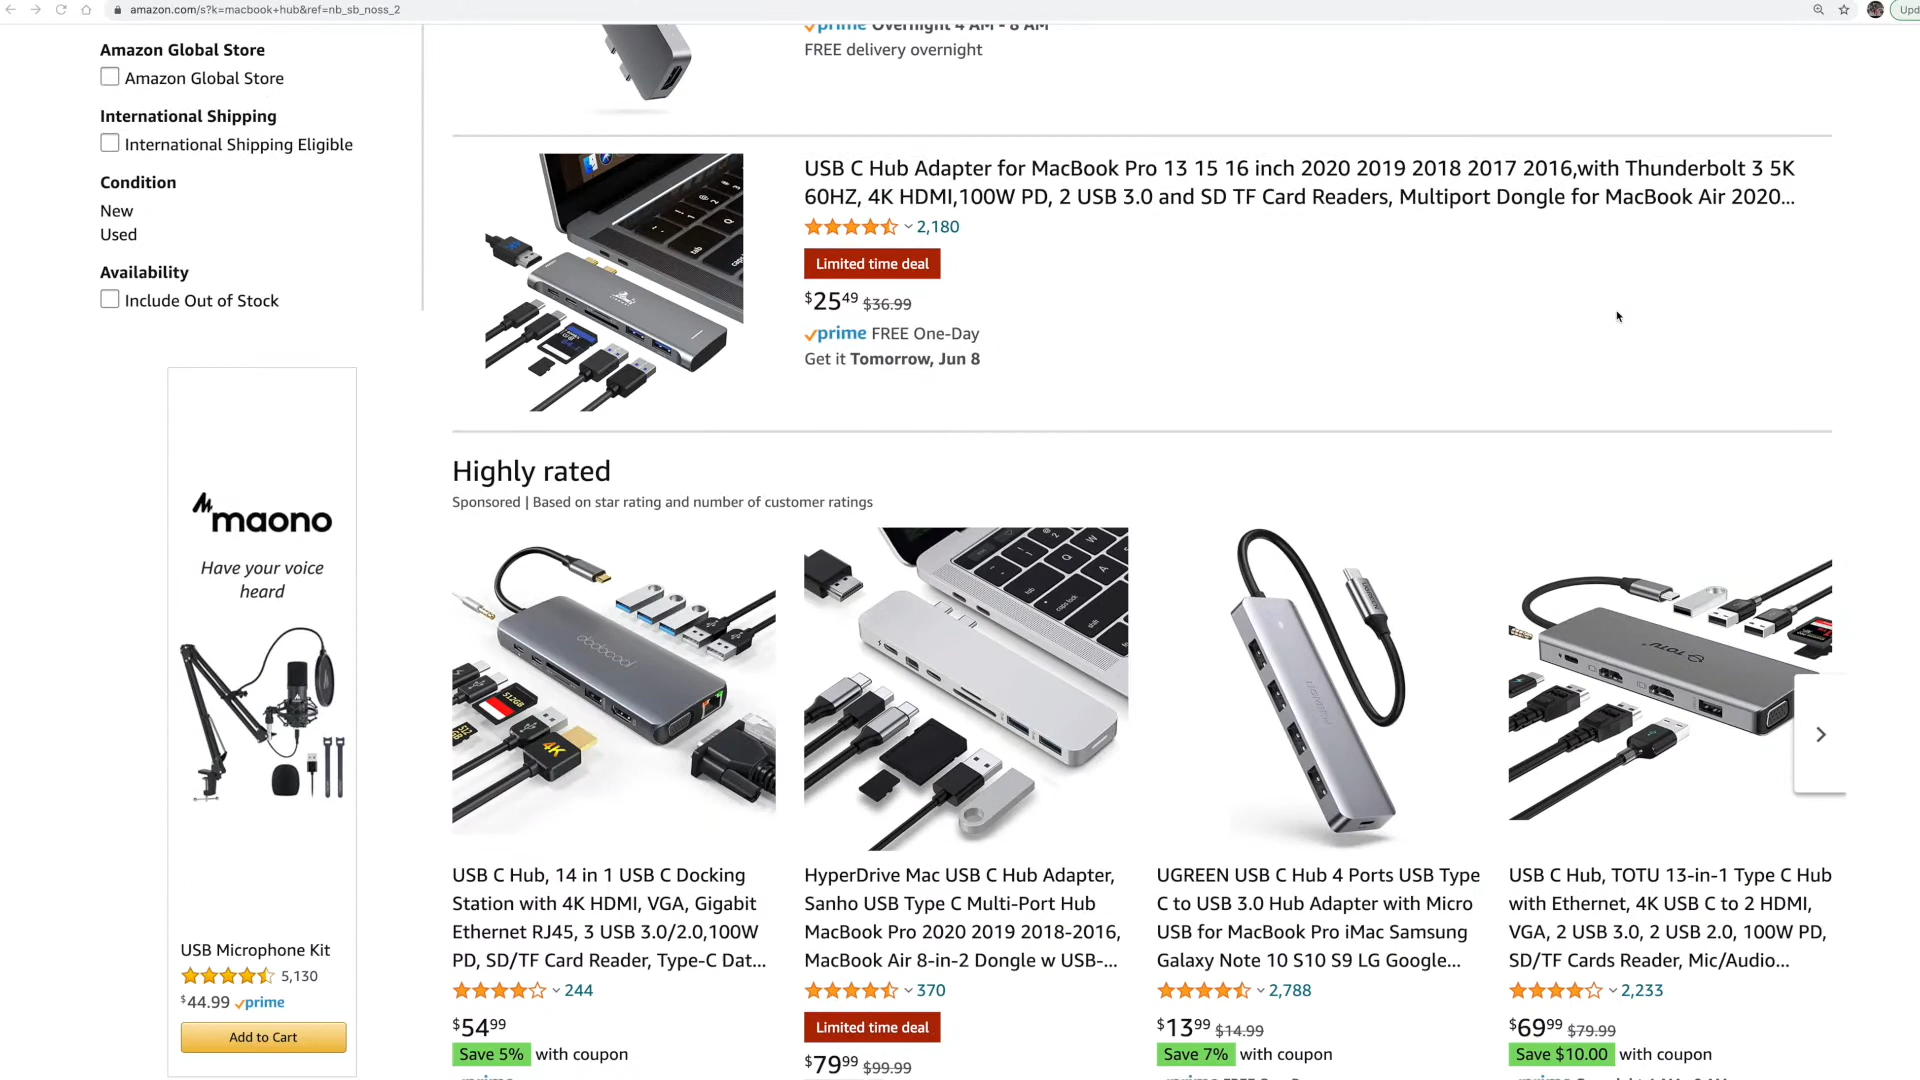 amazon.com/s?k=macbook+hub&ref=nb_sb_noss_2
Amazon Global Store
Amazon Global Store
International Shipping
International Shipping Eligible
Condition
New
Used
Availability
Include Out of Stock
maono
Have your voice
heard
USB Microphone Kit
5,130
$44.99 prime
Add to Cart
prime Overnight 4 AM - 8 AM
FREE delivery overnight
USB C Hub Adapter for MacBook Pro 13 15 16 inch 2020 2019 2018 2017 2016,with Thunderbolt 3 5K
60HZ, 4K HDMI,100W PD, 2 USB 3.0 and SD TF Card Readers, Multiport Dongle for MacBook Air 2020...
2,180
Limited time deal
$25 49 $36.99
prime FREE One-Day
Get it Tomorrow, Jun 8
Highly rated
Sponsored | Based on star rating and number of customer ratings
USB C Hub, 14 in 1 USB C Docking
Station with 4K HDMI, VGA, Gigabit
Ethernet RJ45, 3 USB 3.0/2.0,100W
PD, SD/TF Card Reader, Type-C Dat...
244
$54 99
Save 5% with coupon
HyperDrive Mac USB C Hub Adapter,
Sanho USB Type C Multi-Port Hub
MacBook Pro 2020 2019 2018-2016,
MacBook Air 8-in-2 Dongle w USB-...
370
Limited time deal
$79 99 $99.99
UGREEN USB C Hub 4 Ports USB Type
C to USB 3.0 Hub Adapter with Micro
USB for MacBook Pro iMac Samsung
Galaxy Note 10 S10 S9 LG Google...
2,788
$13 99 $14.99
Save 7% with coupon
USB C Hub, TOTU 13-in-1 Type C Hub
with Ethernet, 4K USB C to 2 HDMI,
VGA, 2 USB 3.0, 2 USB 2.0, 100W PD,
SD/TF Cards Reader, Mic/Audio...
2,233
$69 99 $79.99
Save $10.00 with coupon